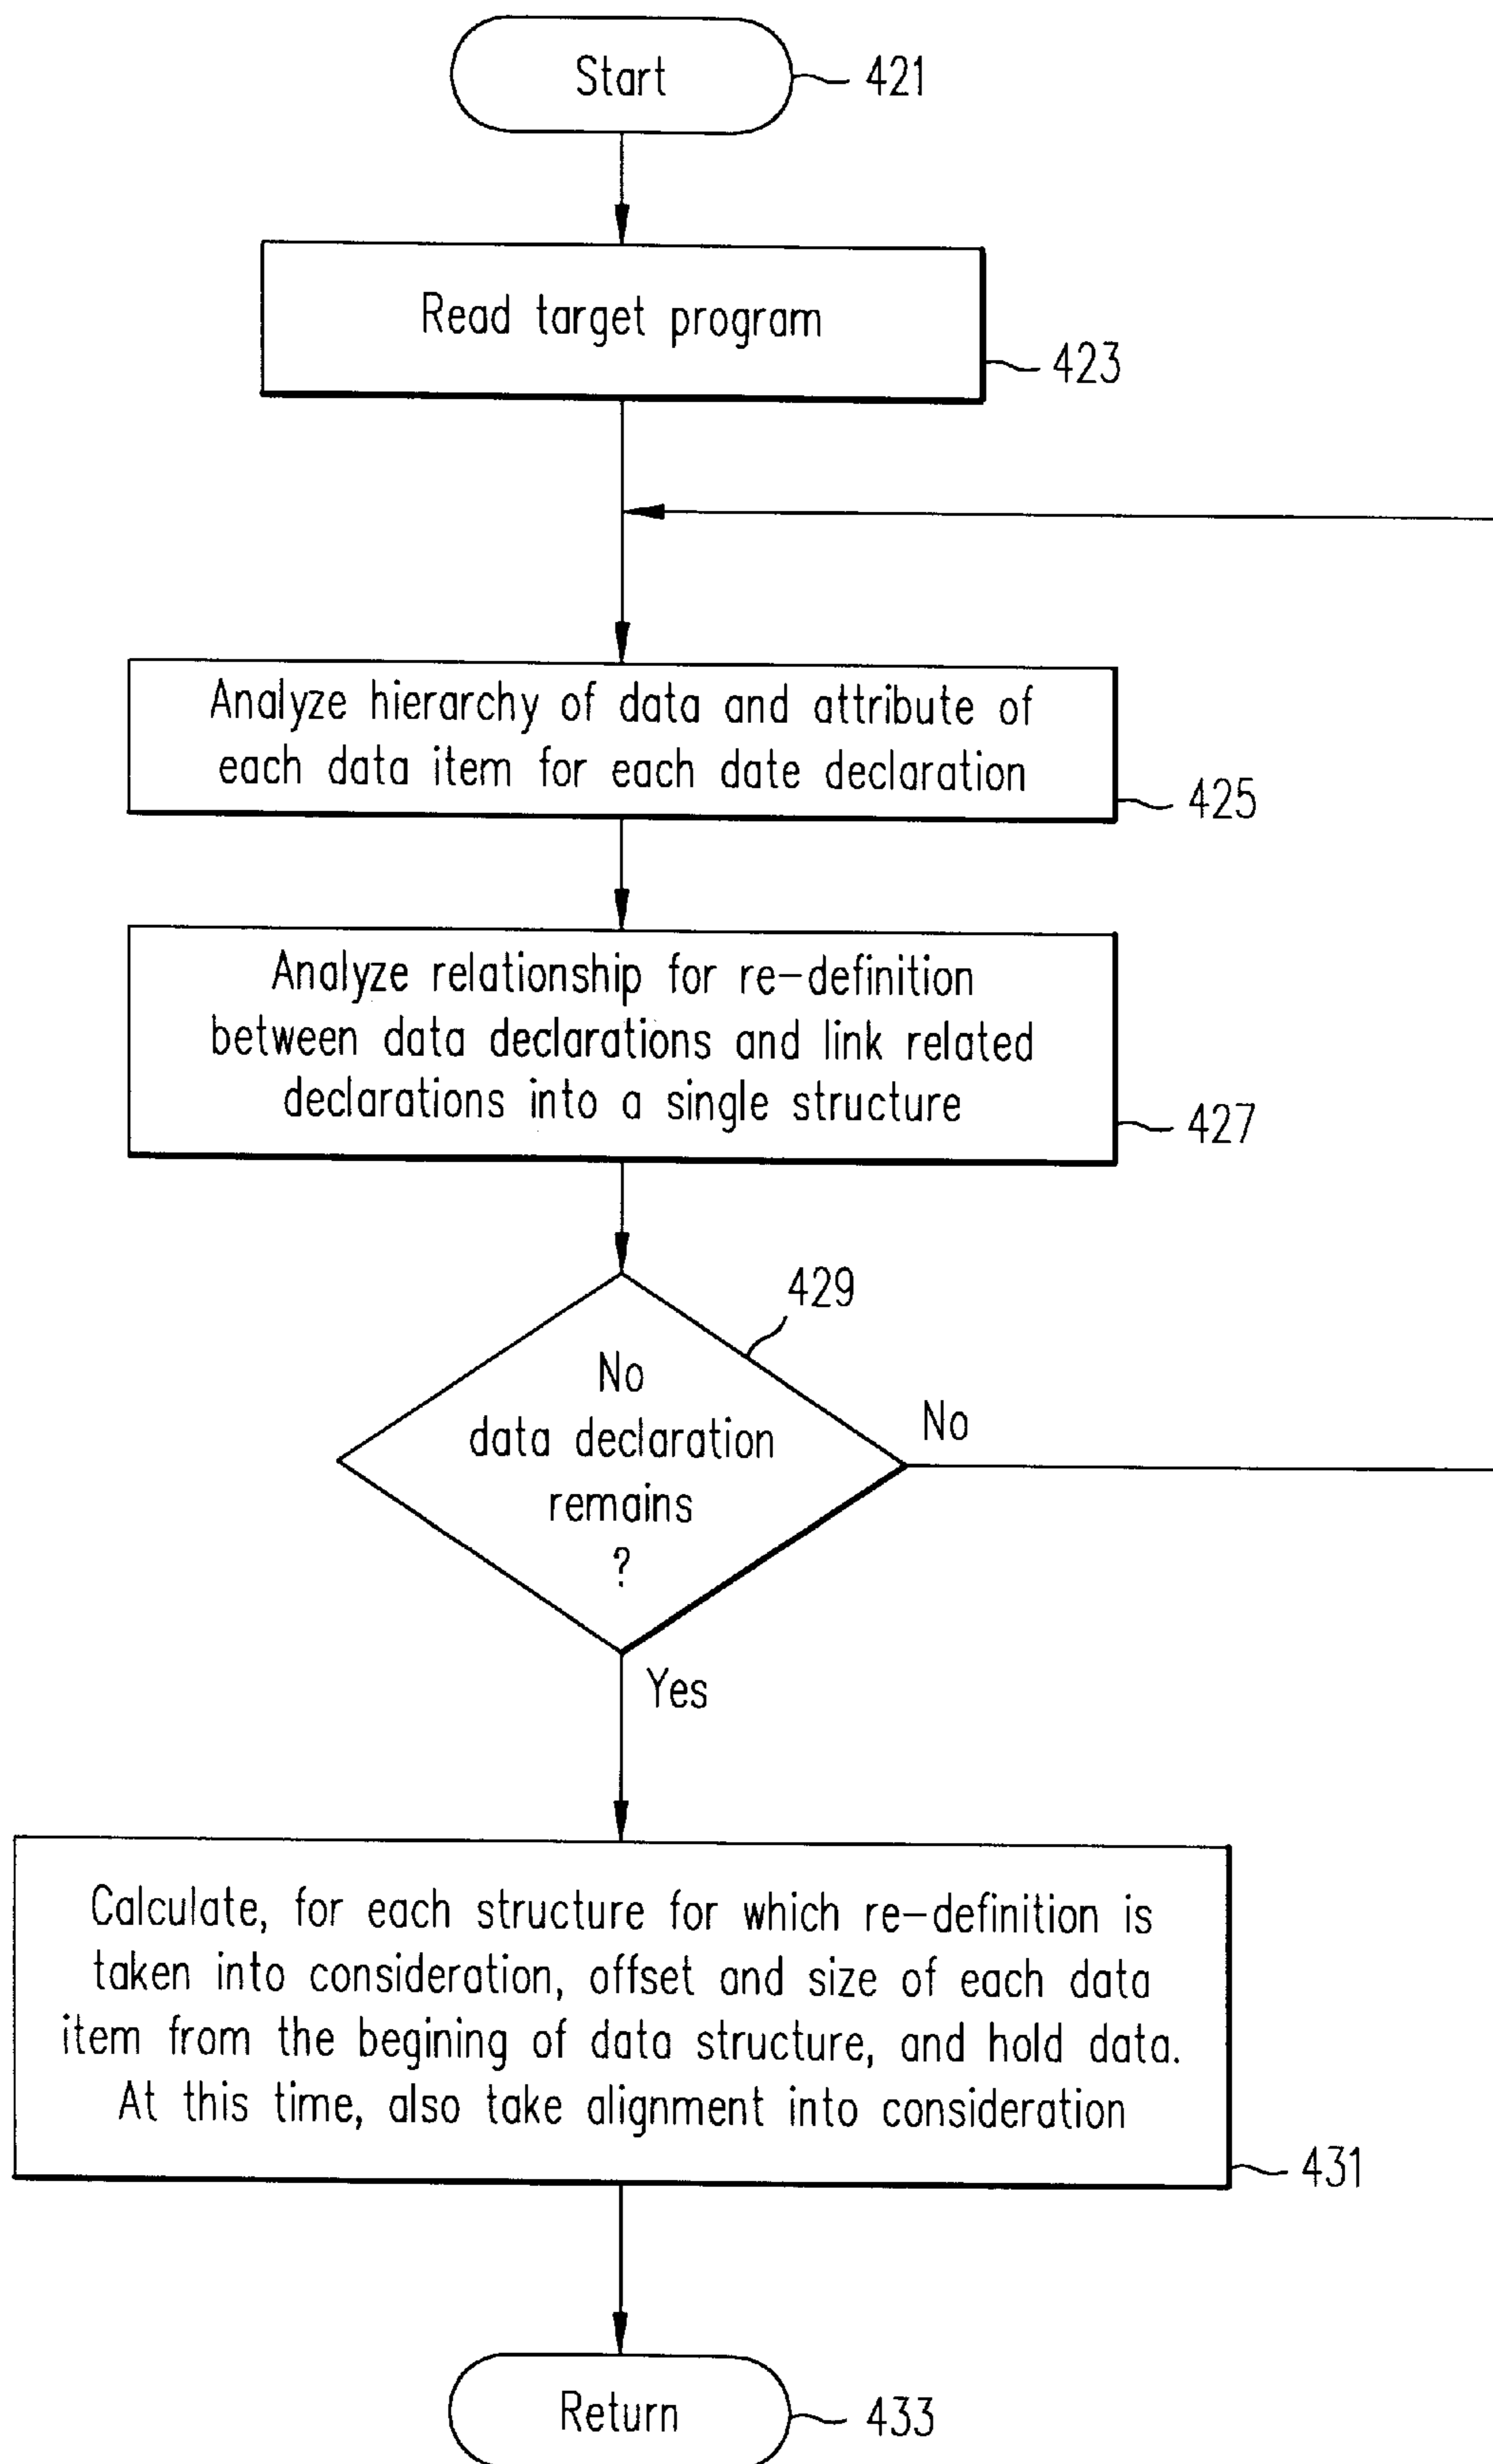 Start
421
Read target program
423
Analyze hierarchy of data and attribute of
each data item for each date declaration
425
Analyze relationship for re-definition
between data declarations and link related
declarations into a single structure
427
429
No
data declaration
remains
?
No
Yes
Calculate, for each structure for which re-definition is
taken into consideration, offset and size of each data
item from the begining of data structure, and hold data.
At this time, also take alignment into consideration
431
Return
433